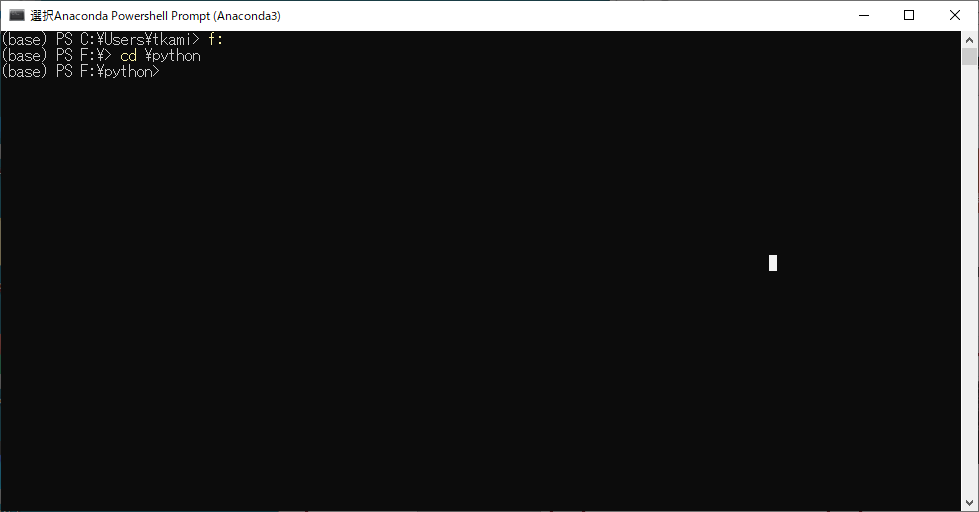 選択Anaconda Powershell Prompt (Anaconda3)
(base) PS C:¥Users¥tkami> f:
(base) PS F:¥> cd ¥python
(base) PS F:¥python>